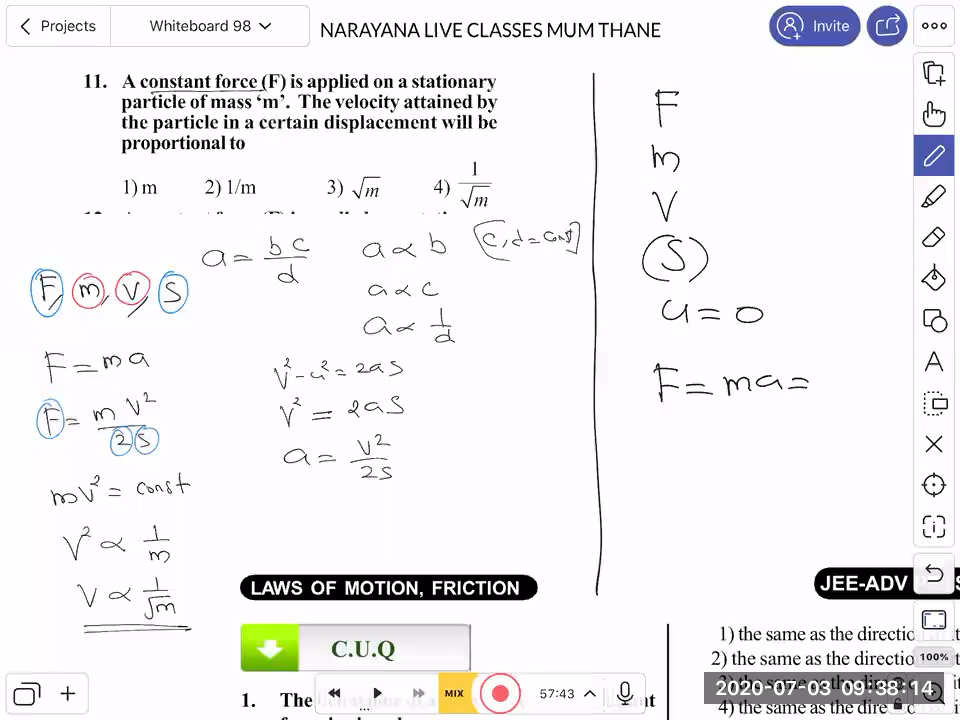 Projects
Whiteboard 98
NARAYANA LIVE CLASSES MUM THANE
Invite
11. A constant force (F) is applied on a stationary
particle of mass ‘m’. The velocity attained by
the particle in a certain displacement will be
proportional to
1) m 2) 1/m 3) √m 4) 1/√m
a = bc/d
a ∝ b [c, d = const]
a ∝ c
a ∝ 1/d
F, m, V, S
F = ma
F = m V²/2S
mV² = const
V² ∝ 1/m
V ∝ 1/√m
V² - u² = 2aS
V² = 2aS
a = V²/2S
F
m
V
(S)
u = 0
F = ma =
LAWS OF MOTION, FRICTION
JEE-ADV
C.U.Q
1. The
1) the same as the directio
2) the same as the direction
4) the same as the dire
MIX
57:43
100%
2020-07-03 09:38:14